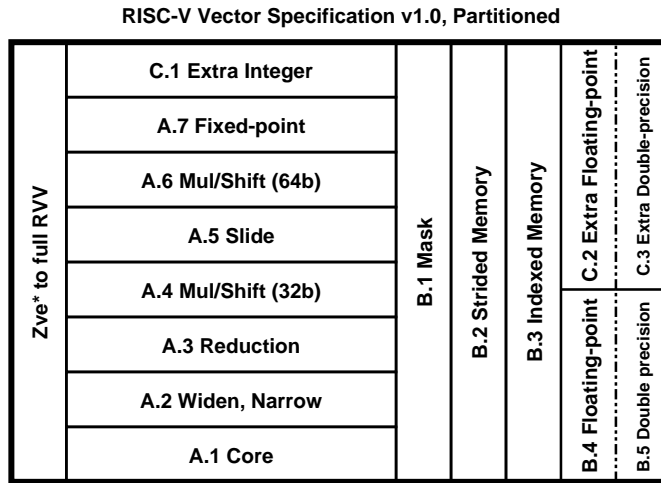 RISC-V Vector Specification v1.0, Partitioned
Zve* to full RVV
C.1 Extra Integer
A.7 Fixed-point
A.6 Mul/Shift (64b)
A.5 Slide
A.4 Mul/Shift (32b)
A.3 Reduction
A.2 Widen, Narrow
A.1 Core
B.1 Mask
B.2 Strided Memory
B.3 Indexed Memory
C.2 Extra Floating-point
B.4 Floating-point
C.3 Extra Double-precision
B.5 Double precision